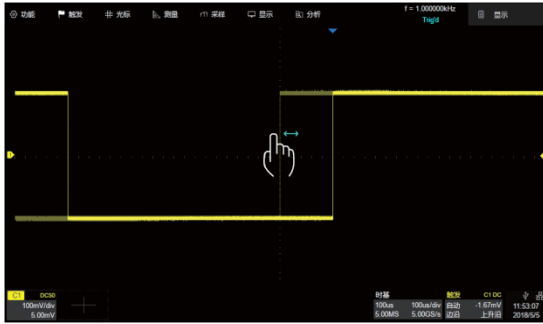 功能 触发 光标 测量 采样 显示 分析 f = 1.000000kHz 显示
Trig'd
C1 DC50 时基 触发 C1 DC
100mV/div 100us 100us/div 自动 -1.67mV 11:53:07
5.00mV 5.00MS 5.00GS/s 边沿 上升沿 2018/5/5